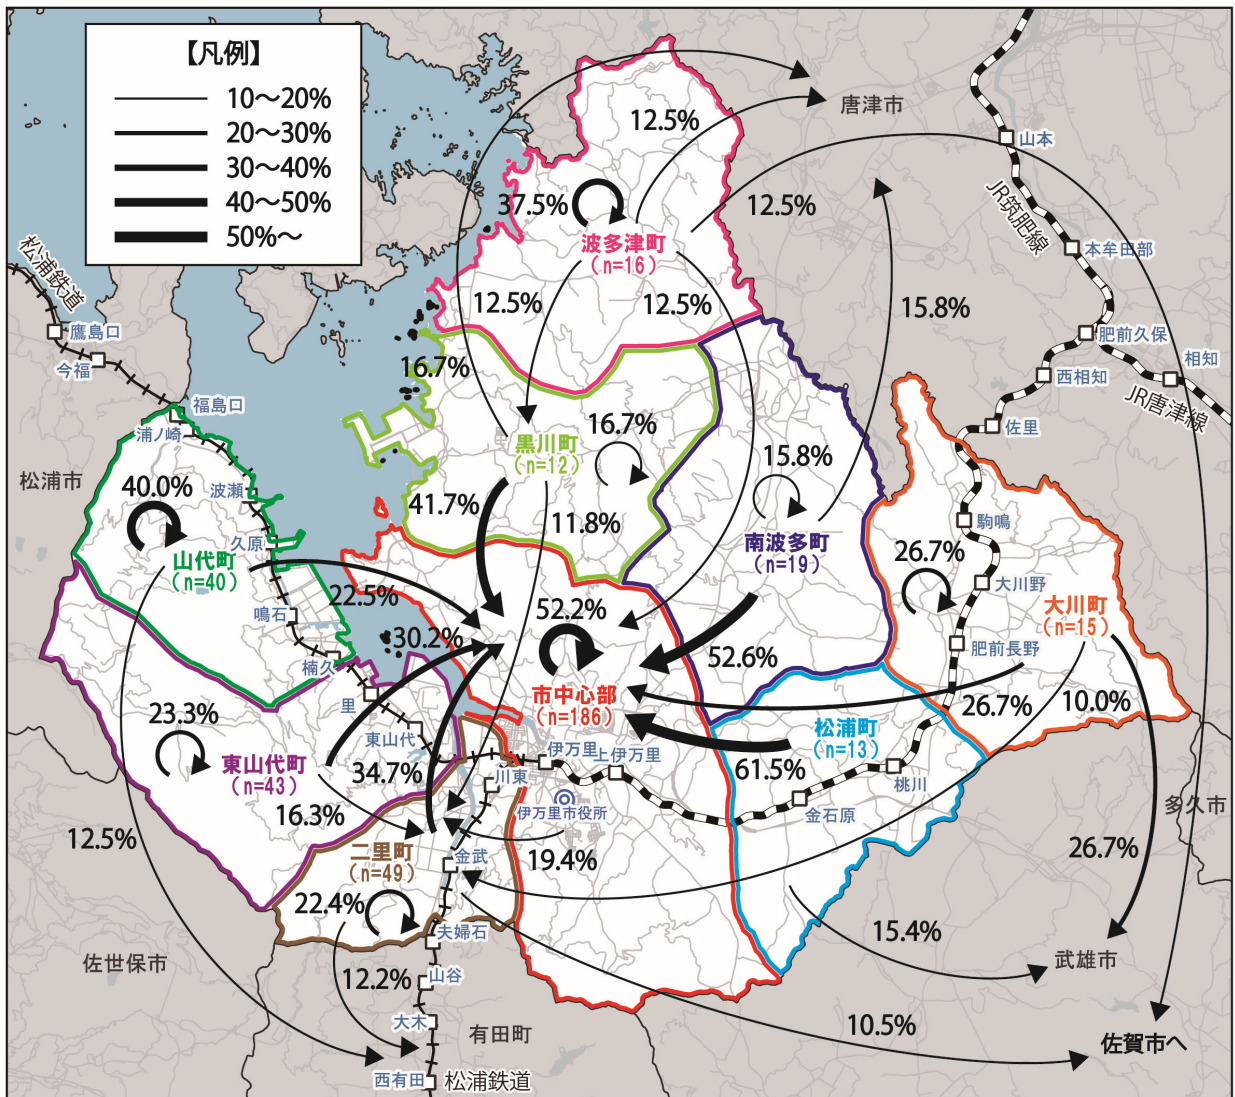 【凡例】
10～20%
20～30%
30～40%
40～50%
50%～
唐津市
山本
JR筑肥線
本牟田部
肥前久保
相知
西相知
JR唐津線
佐里
12.5%
37.5%
12.5%
波多津町
(n=16)
12.5%
12.5%
15.8%
松浦鉄道
鷹島口
今福
福島口
浦ノ崎
松浦市
16.7%
黒川町
(n=12)
16.7%
15.8%
41.7%
11.8%
南波多町
(n=19)
40.0%
波瀬
久原
山代町
(n=40)
鳴石
楠久
22.5%
30.2%
52.2%
52.6%
駒鳴
26.7%
大川野
大川町
(n=15)
肥前長野
26.7%
10.0%
市中心部
(n=186)
松浦町
(n=13)
61.5%
里
東山代
23.3%
東山代町
(n=43)
34.7%
16.3%
川東
伊万里
上伊万里
伊万里市役所
桃川
金石原
多久市
12.5%
二里町
(n=49)
金武
19.4%
22.4%
夫婦石
26.7%
15.4%
武雄市
佐世保市
12.2%
山谷
大木
有田町
10.5%
佐賀市へ
西有田
松浦鉄道